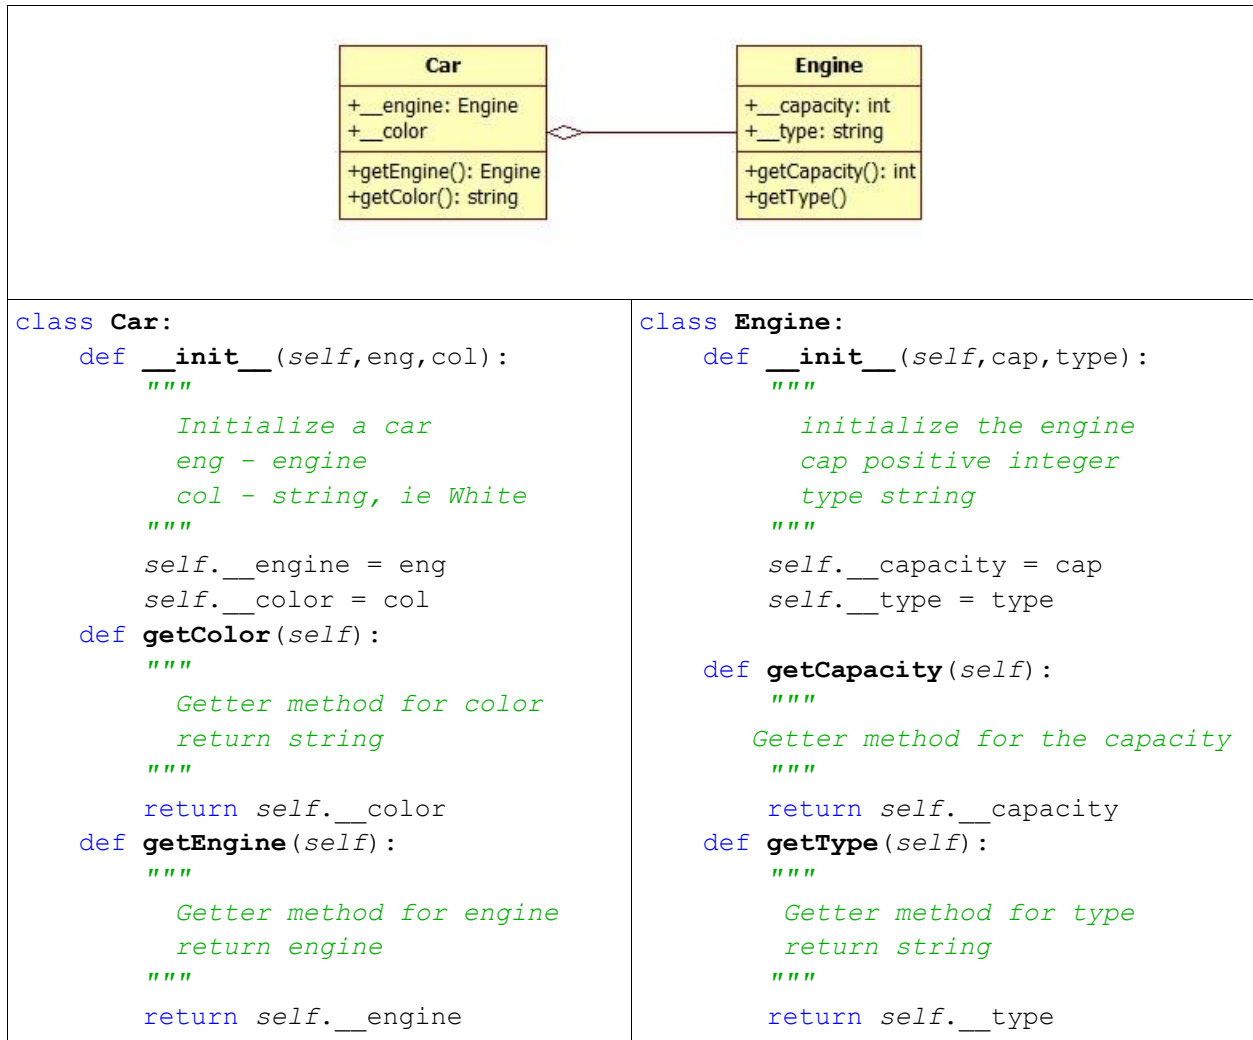 Car
+__engine: Engine
+__color
+getEngine(): Engine
+getColor(): string
Engine
+__capacity: int
+__type: string
+getCapacity(): int
+getType()
class Car:
    def __init__(self,eng,col):
        """
          Initialize a car
          eng - engine
          col - string, ie White
        """
        self.__engine = eng
        self.__color = col
    def getColor(self):
        """
          Getter method for color
          return string
        """
        return self.__color
    def getEngine(self):
        """
          Getter method for engine
          return engine
        """
        return self.__engine
class Engine:
    def __init__(self,cap,type):
        """
          initialize the engine
          cap positive integer
          type string
        """
        self.__capacity = cap
        self.__type = type
    def getCapacity(self):
        """
       Getter method for the capacity
        """
        return self.__capacity
    def getType(self):
        """
         Getter method for type
         return string
        """
        return self.__type